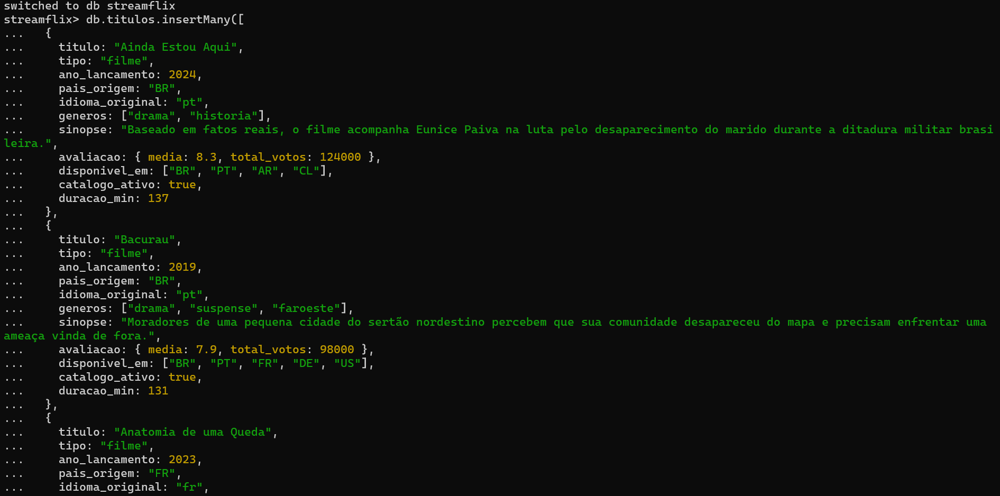 switched to db streamflix
streamflix> db.titulos.insertMany([
...   {
...     titulo: "Ainda Estou Aqui",
...     tipo: "filme",
...     ano_lancamento: 2024,
...     pais_origem: "BR",
...     idioma_original: "pt",
...     generos: ["drama", "historia"],
...     sinopse: "Baseado em fatos reais, o filme acompanha Eunice Paiva na luta pelo desaparecimento do marido durante a ditadura militar brasi
leira.",
...     avaliacao: { media: 8.3, total_votos: 124000 },
...     disponivel_em: ["BR", "PT", "AR", "CL"],
...     catalogo_ativo: true,
...     duracao_min: 137
...   },
...   {
...     titulo: "Bacurau",
...     tipo: "filme",
...     ano_lancamento: 2019,
...     pais_origem: "BR",
...     idioma_original: "pt",
...     generos: ["drama", "suspense", "faroeste"],
...     sinopse: "Moradores de uma pequena cidade do sertão nordestino percebem que sua comunidade desapareceu do mapa e precisam enfrentar uma
ameaça vinda de fora.",
...     avaliacao: { media: 7.9, total_votos: 98000 },
...     disponivel_em: ["BR", "PT", "FR", "DE", "US"],
...     catalogo_ativo: true,
...     duracao_min: 131
...   },
...   {
...     titulo: "Anatomia de uma Queda",
...     tipo: "filme",
...     ano_lancamento: 2023,
...     pais_origem: "FR",
...     idioma_original: "fr",